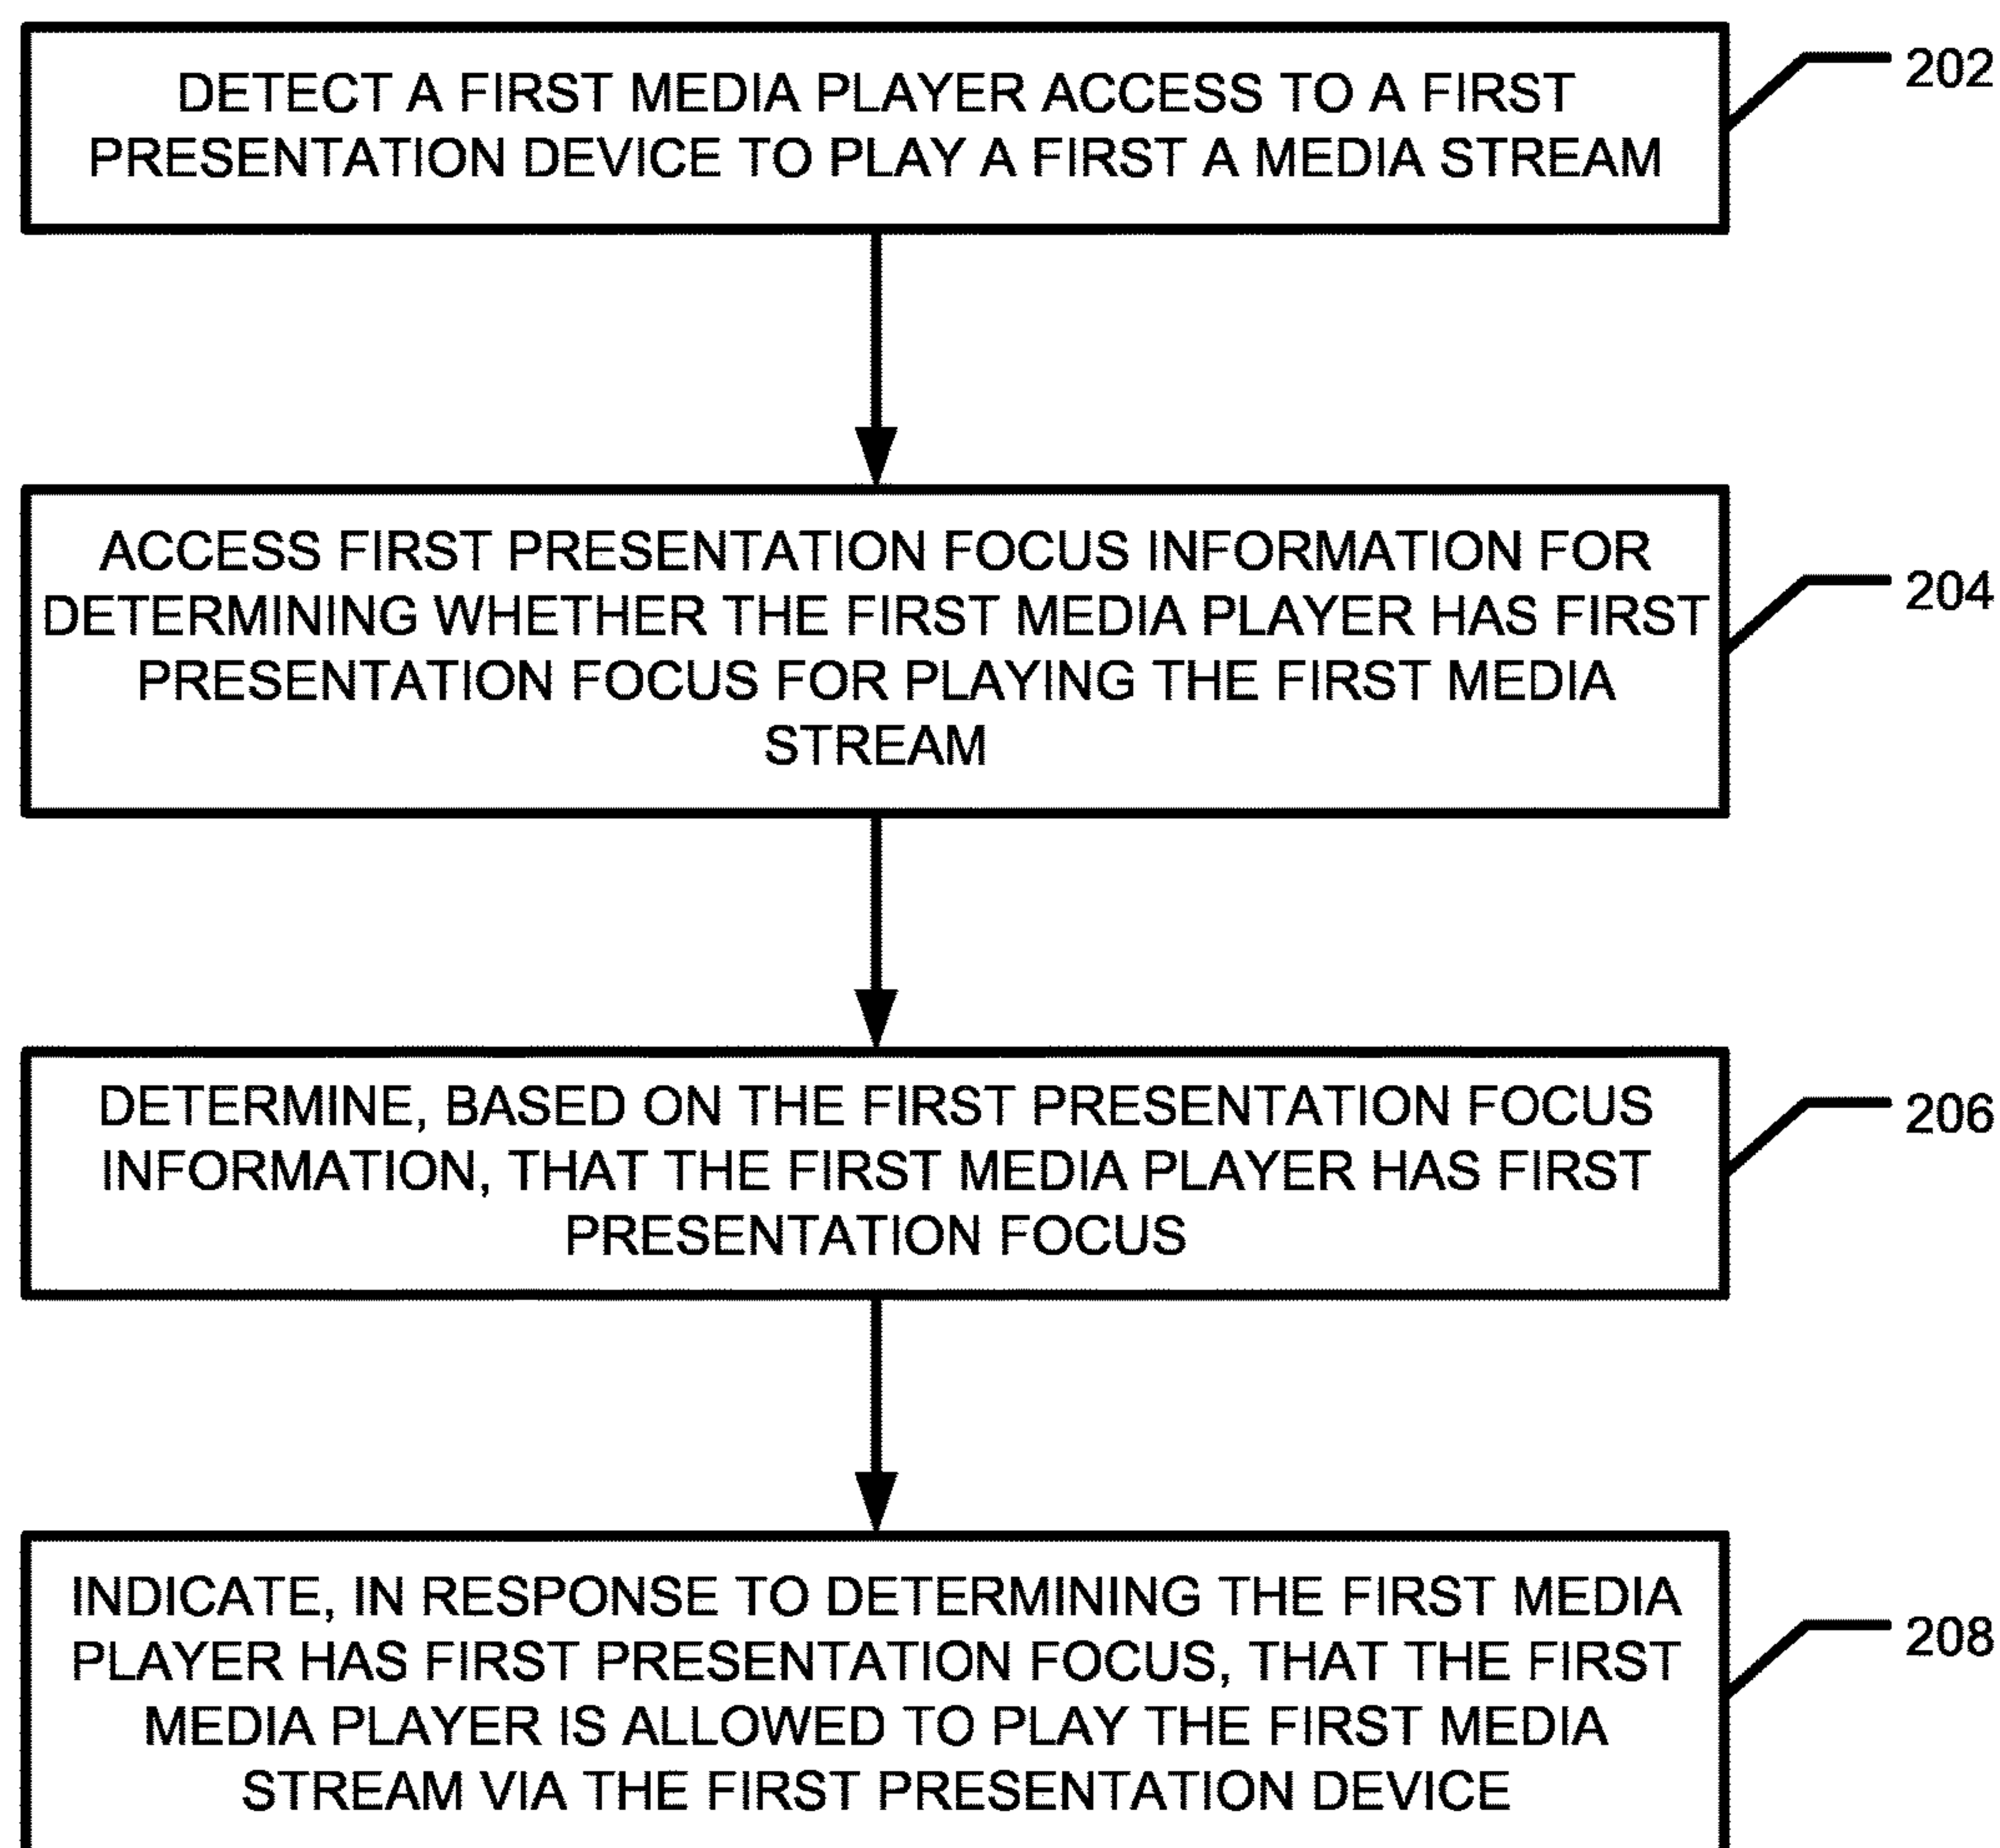 DETECT A FIRST MEDIA PLAYER ACCESS TO A FIRST
PRESENTATION DEVICE TO PLAY A FIRST A MEDIA STREAM
202
ACCESS FIRST PRESENTATION FOCUS INFORMATION FOR
DETERMINING WHETHER THE FIRST MEDIA PLAYER HAS FIRST
PRESENTATION FOCUS FOR PLAYING THE FIRST MEDIA
STREAM
204
DETERMINE, BASED ON THE FIRST PRESENTATION FOCUS
INFORMATION, THAT THE FIRST MEDIA PLAYER HAS FIRST
PRESENTATION FOCUS
206
INDICATE, IN RESPONSE TO DETERMINING THE FIRST MEDIA
PLAYER HAS FIRST PRESENTATION FOCUS, THAT THE FIRST
MEDIA PLAYER IS ALLOWED TO PLAY THE FIRST MEDIA
STREAM VIA THE FIRST PRESENTATION DEVICE
208